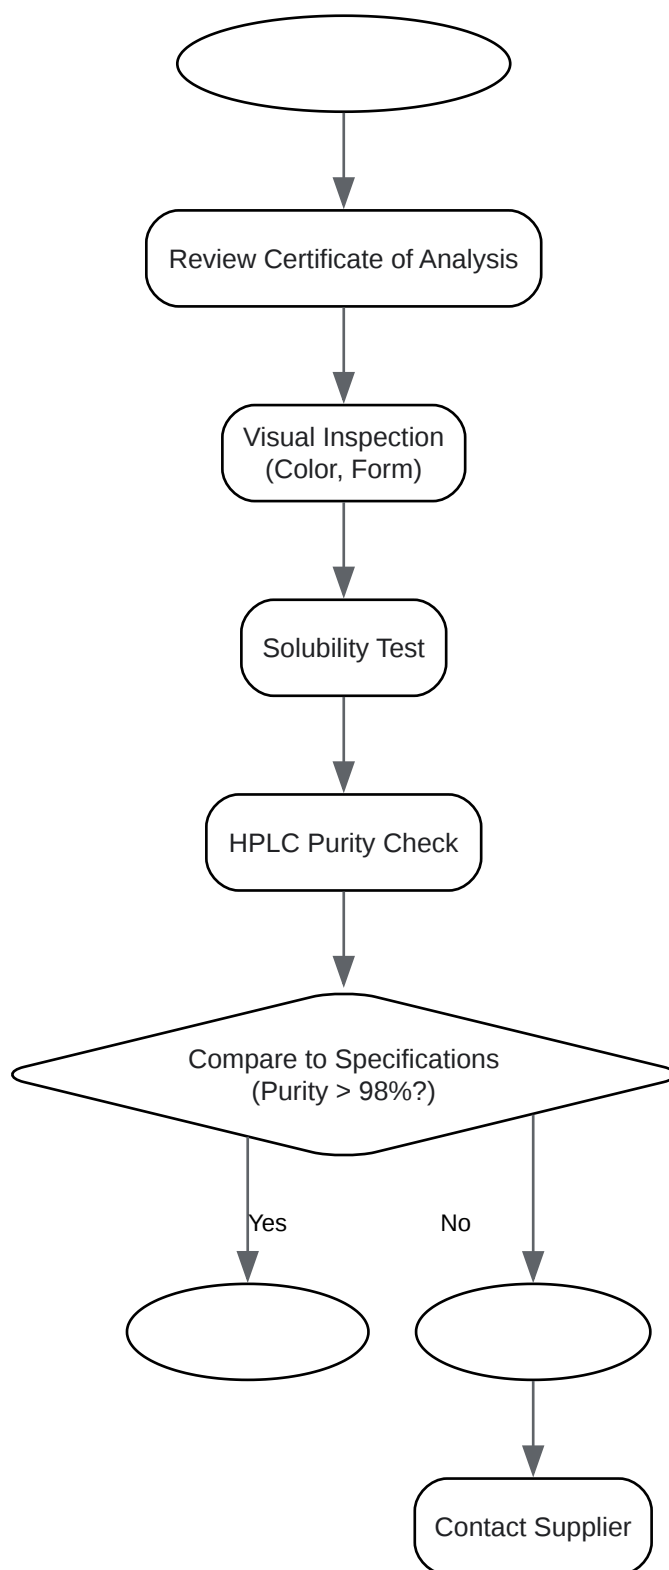 Review Certificate of Analysis
Visual Inspection
(Color, Form)
Solubility Test
HPLC Purity Check
Compare to Specifications
(Purity > 98%?)
Yes
No
Contact Supplier